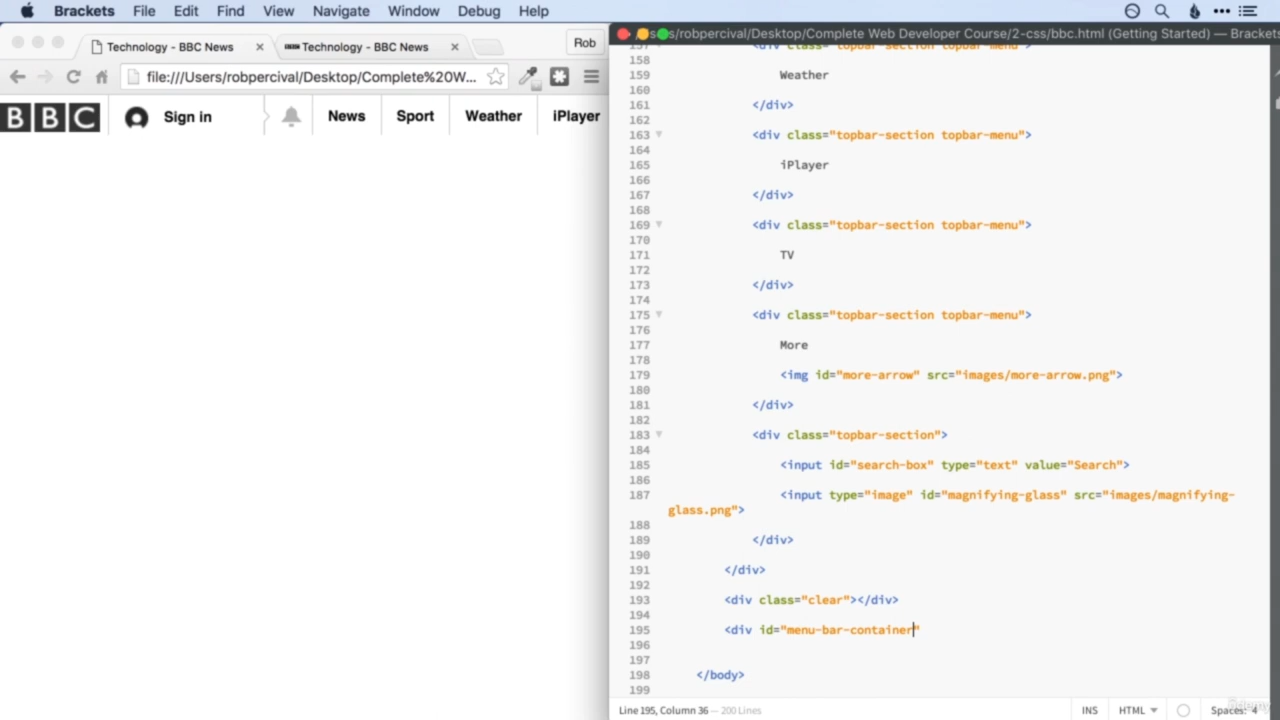 Brackets File Edit Find View Navigate Window Debug Help
Technology - BBC News × Technology - BBC News × Rob
file:///Users/robpercival/Desktop/Complete%20W...
BBC Sign in News Sport Weather iPlayer
s/robpercival/Desktop/Complete Web Developer Course/2-css/bbc.html (Getting Started) — Brackets
157 <div class="topbar-section topbar-menu">
158
159 Weather
160
161 </div>
162
163 <div class="topbar-section topbar-menu">
164
165 iPlayer
166
167 </div>
168
169 <div class="topbar-section topbar-menu">
170
171 TV
172
173 </div>
174
175 <div class="topbar-section topbar-menu">
176
177 More
178
179 <img id="more-arrow" src="images/more-arrow.png">
180
181 </div>
182
183 <div class="topbar-section">
184
185 <input id="search-box" type="text" value="Search">
186
187 <input type="image" id="magnifying-glass" src="images/magnifying-
glass.png">
188
189 </div>
190
191 </div>
192
193 <div class="clear"></div>
194
195 <div id="menu-bar-container"
196
197
198 </body>
199
Line 195, Column 36 — 200 Lines INS HTML Spaces: 4